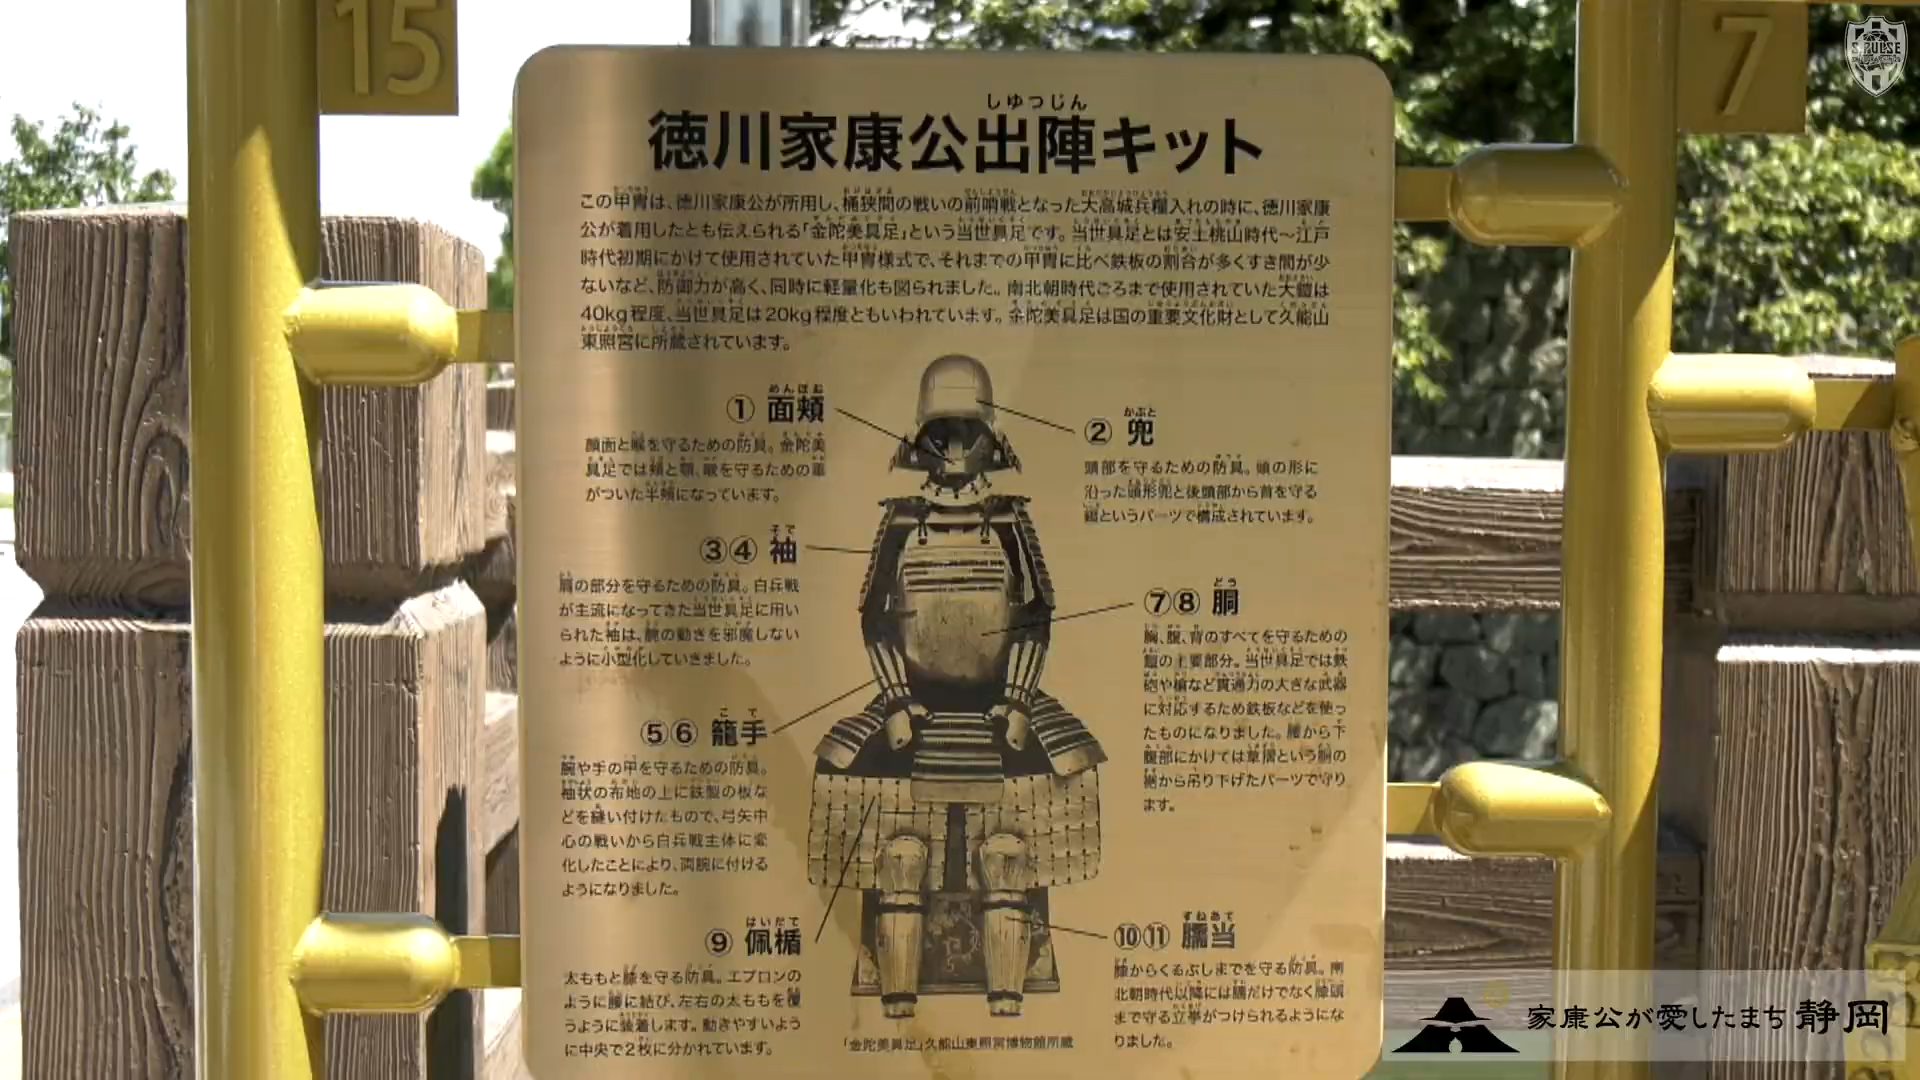 15
7
S-PULSE
しゅつじん
徳川家康公出陣キット
この甲冑は、徳川家康公が所用し、桶狭間の戦いの前哨戦となった大高城兵糧入れの時に、徳川家康
公が着用したとも伝えられる「金陀美具足」という当世具足です。当世具足とは安土桃山時代～江戸
時代初期にかけて使用されていた甲冑様式で、それまでの甲冑に比べ鉄板の割合が多くすき間が少
ないなど、防御力が高く、同時に軽量化も図られました。南北朝時代ごろまで使用されていた大鎧は
40kg程度、当世具足は20kg程度ともいわれています。金陀美具足は国の重要文化財として久能山
東照宮に所蔵されています。
めんぽお
① 面頬
顔面と喉を守るための防具。金陀美
具足では頬と顎、喉を守るための垂
がついた半頬になっています。
かぶと
② 兜
頭部を守るための防具。頭の形に
沿った頭形兜と後頭部から首を守る
錣というパーツで構成されています。
そで
③④ 袖
肩の部分を守るための防具。白兵戦
が主流になってきた当世具足に用い
られた袖は、腕の動きを邪魔しない
ように小型化していきました。
どう
⑦⑧ 胴
胸、腹、背のすべてを守るための
鎧の主要部分。当世具足では鉄
砲や槍など貫通力の大きな武器
に対応するため鉄板などを使っ
たものになりました。腰から下
腹部にかけては草摺という胴の
裾から吊り下げたパーツで守り
ます。
こて
⑤⑥ 籠手
腕や手の甲を守るための防具。
袖状の布地の上に鉄製の板な
どを縫い付けたもので、弓矢中
心の戦いから白兵戦主体に変
化したことにより、両腕に付ける
ようになりました。
はいだて
⑨ 佩楯
太ももと膝を守る防具。エプロンの
ように腰に結び、左右の太ももを覆
うように装着します。動きやすいよう
に中央で2枚に分かれています。
すねあて
⑩⑪ 臑当
膝からくるぶしまでを守る防具。南
北朝時代以降には臑だけでなく膝頭
まで守る立挙がつけられるようにな
りました。
「金陀美具足」久能山東照宮博物館所蔵
家康公が愛したまち 静岡